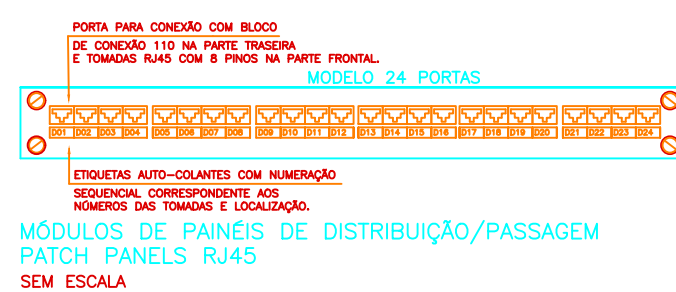 PORTA PARA CONEXÃO COM BLOCO
DE CONEXÃO 110 NA PARTE TRASEIRA
E TOMADAS RJ45 COM 8 PINOS NA PARTE FRONTAL.
MODELO 24 PORTAS
D01 D02 D03 D04 D05 D06 D07 D08 D09 D10 D11 D12 D13 D14 D15 D16 D17 D18 D19 D20 D21 D22 D23 D24
ETIQUETAS AUTO-COLANTES COM NUMERAÇÃO
SEQUENCIAL CORRESPONDENTE AOS
NÚMEROS DAS TOMADAS E LOCALIZAÇÃO.
MÓDULOS DE PAINÉIS DE DISTRIBUIÇÃO/PASSAGEM
PATCH PANELS RJ45
SEM ESCALA